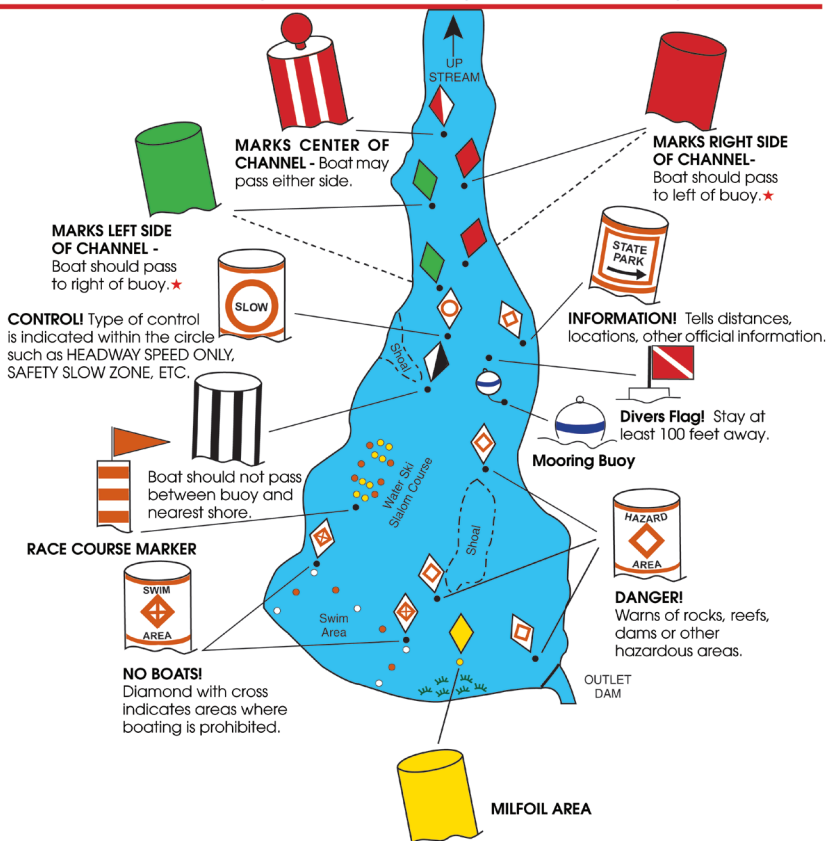 UP
STREAM
MARKS CENTER OF
CHANNEL - Boat may
pass either side.
MARKS RIGHT SIDE
OF CHANNEL-
Boat should pass
to left of buoy.★
MARKS LEFT SIDE
OF CHANNEL -
Boat should pass
to right of buoy.★
STATE
PARK
SLOW
INFORMATION! Tells distances,
locations, other official information.
CONTROL! Type of control
is indicated within the circle
such as HEADWAY SPEED ONLY,
SAFETY SLOW ZONE, ETC.
Shoal
Divers Flag! Stay at
least 100 feet away.
Mooring Buoy
Boat should not pass
between buoy and
nearest shore.
Water Ski
Slalom Course
RACE COURSE MARKER
Shoal
HAZARD
AREA
DANGER!
Warns of rocks, reefs,
dams or other
hazardous areas.
SWIM
AREA
Swim
Area
NO BOATS!
Diamond with cross
indicates areas where
boating is prohibited.
OUTLET
DAM
MILFOIL AREA